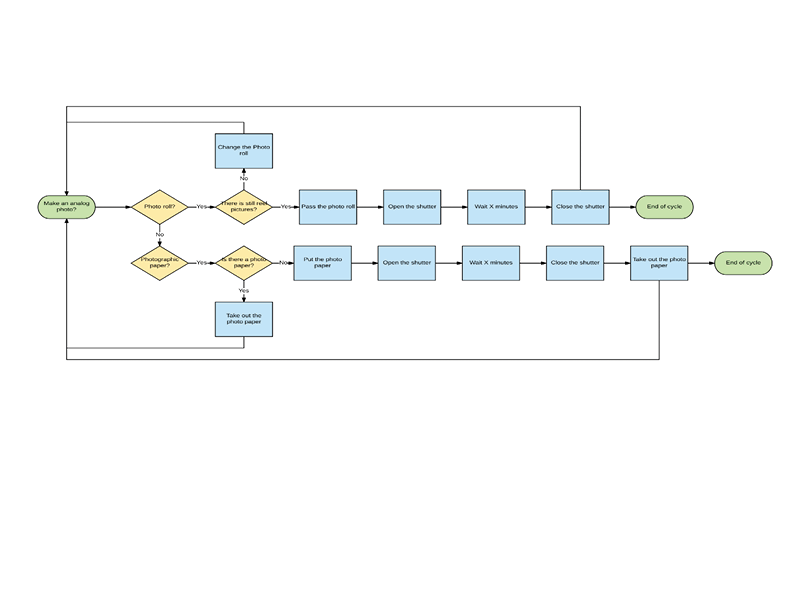 Change the Photo
roll
No
Make an analog
photo?
Photo roll?
Yes
There is still reel
pictures?
Yes
Pass the photo roll
Open the shutter
Wait X minutes
Close the shutter
End of cycle
No
Photographic
paper?
Yes
Is there a photo
paper?
No
Put the photo
paper
Open the shutter
Wait X minutes
Close the shutter
Take out the photo
paper
End of cycle
Yes
Take out the
photo paper